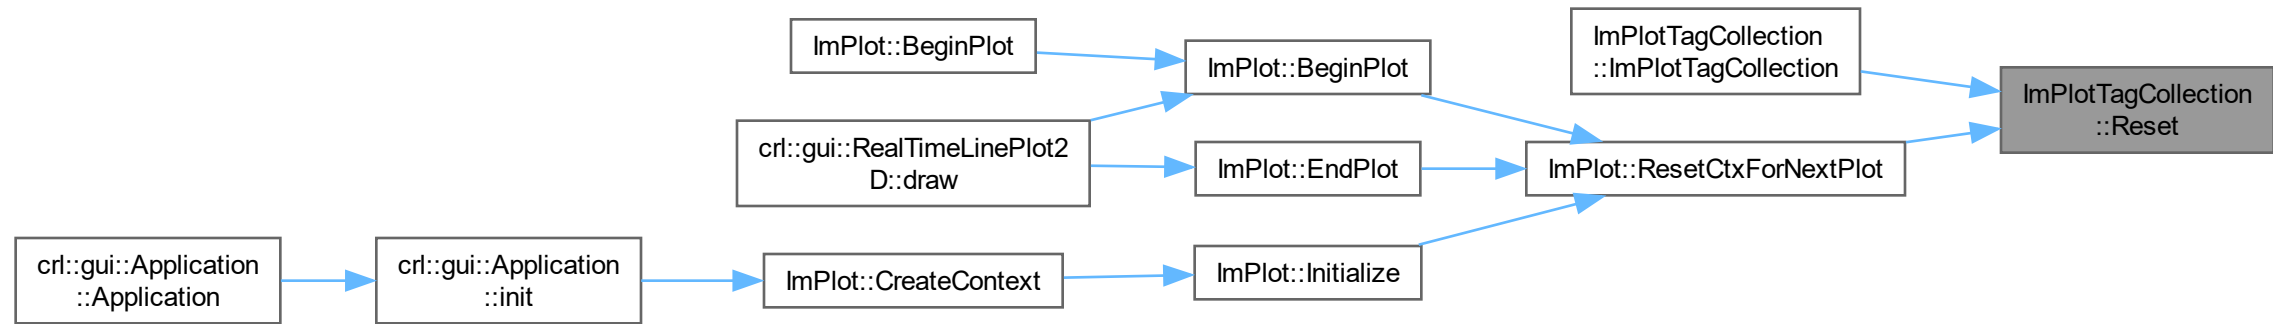 ImPlot::BeginPlot
ImPlot::BeginPlot
ImPlotTagCollection
::ImPlotTagCollection
ImPlotTagCollection
::Reset
crl::gui::RealTimeLinePlot2
D::draw
ImPlot::EndPlot
ImPlot::ResetCtxForNextPlot
crl::gui::Application
::Application
crl::gui::Application
::init
ImPlot::CreateContext
ImPlot::Initialize